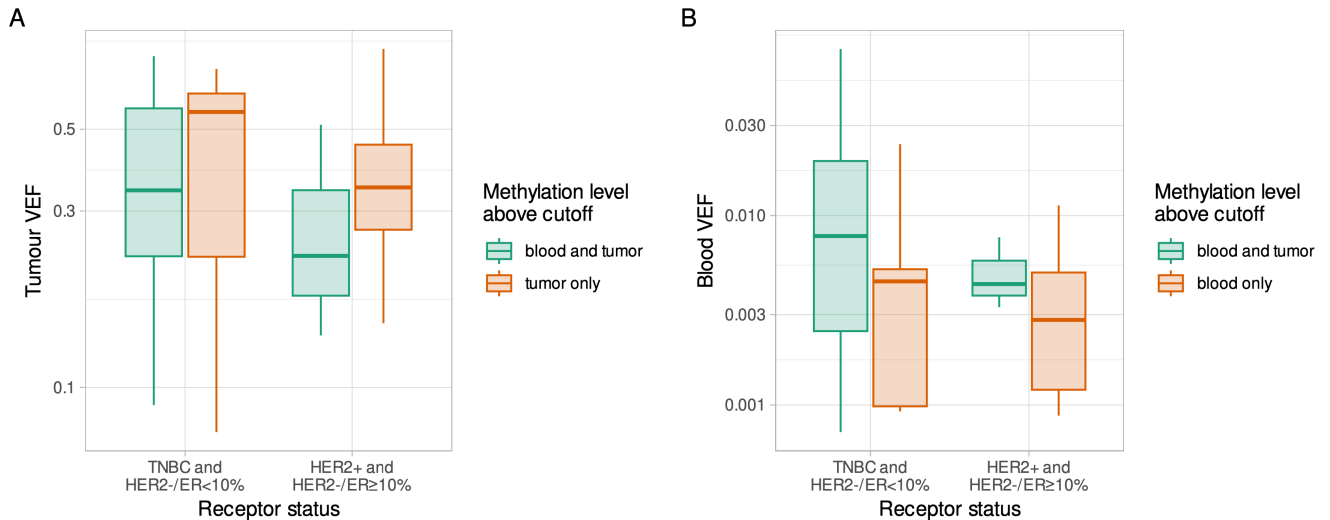 A
Tumour VEF
0.5
0.3
0.1
TNBC and
HER2-/ER<10%
HER2+ and
HER2-/ER≥10%
Receptor status
Methylation level
above cutoff
blood and tumor
tumor only
B
Blood VEF
0.030
0.010
0.003
0.001
TNBC and
HER2-/ER<10%
HER2+ and
HER2-/ER≥10%
Receptor status
Methylation level
above cutoff
blood and tumor
blood only